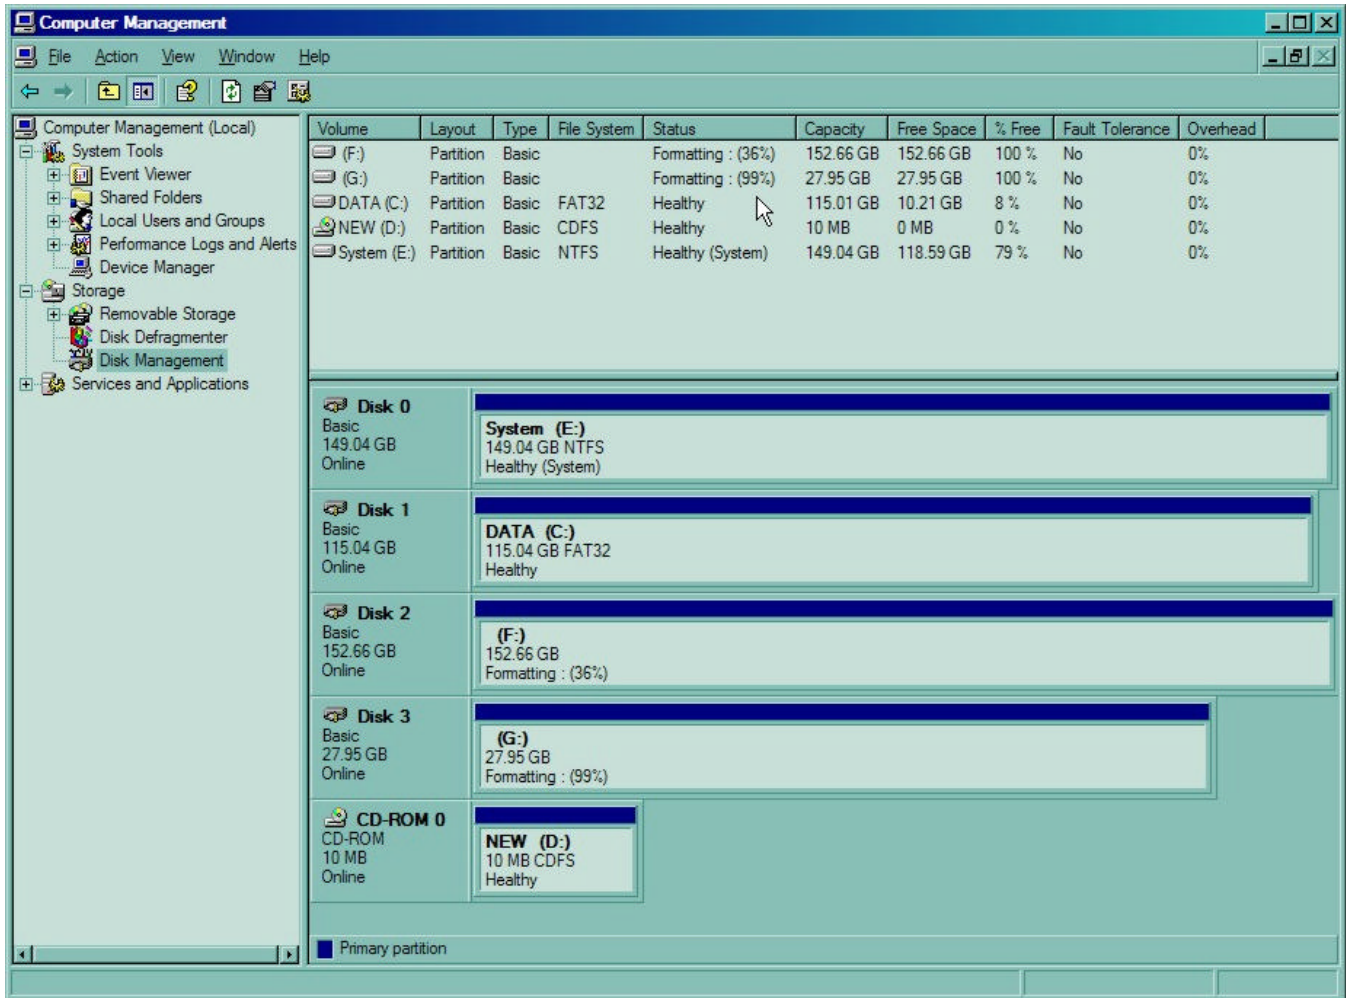 Computer Management
File Action View Window Help
Computer Management (Local)
System Tools
Event Viewer
Shared Folders
Local Users and Groups
Performance Logs and Alerts
Device Manager
Storage
Removable Storage
Disk Defragmenter
Disk Management
Services and Applications
Volume Layout Type File System Status Capacity Free Space % Free Fault Tolerance Overhead
(F:) Partition Basic Formatting : (36%) 152.66 GB 152.66 GB 100 % No 0%
(G:) Partition Basic Formatting : (99%) 27.95 GB 27.95 GB 100 % No 0%
DATA (C:) Partition Basic FAT32 Healthy 115.01 GB 10.21 GB 8 % No 0%
NEW (D:) Partition Basic CDFS Healthy 10 MB 0 MB 0 % No 0%
System (E:) Partition Basic NTFS Healthy (System) 149.04 GB 118.59 GB 79 % No 0%
Disk 0
Basic
149.04 GB
Online
System (E:)
149.04 GB NTFS
Healthy (System)
Disk 1
Basic
115.04 GB
Online
DATA (C:)
115.04 GB FAT32
Healthy
Disk 2
Basic
152.66 GB
Online
(F:)
152.66 GB
Formatting : (36%)
Disk 3
Basic
27.95 GB
Online
(G:)
27.95 GB
Formatting : (99%)
CD-ROM 0
CD-ROM
10 MB
Online
NEW (D:)
10 MB CDFS
Healthy
Primary partition